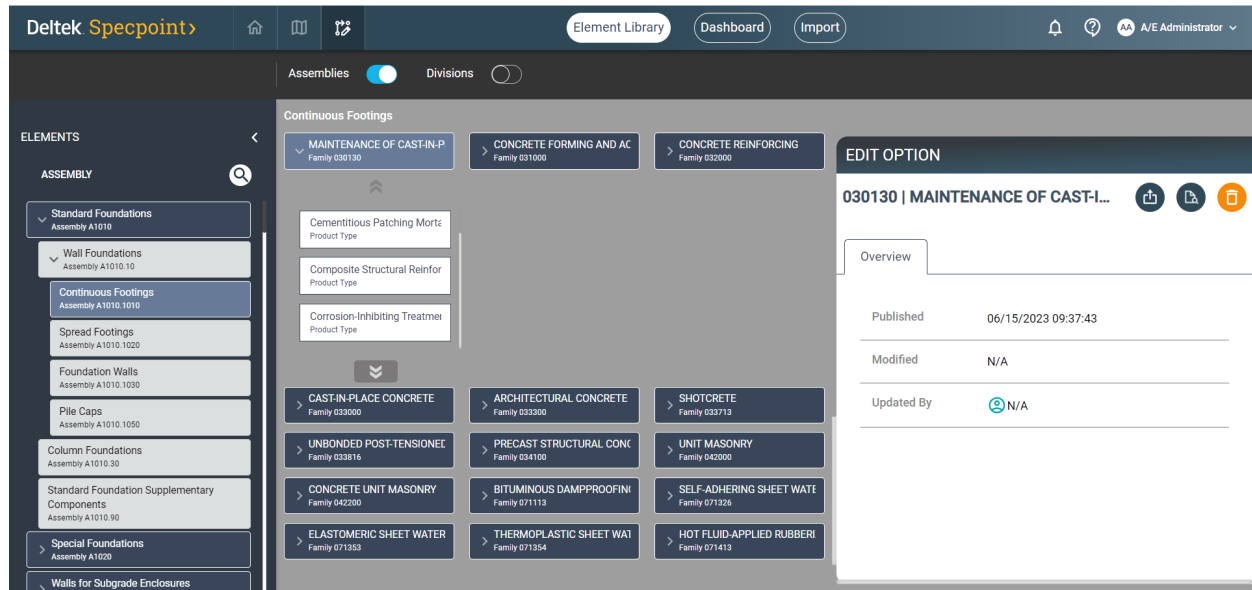 Deltek Specpoint
Element Library
Dashboard
Import
AA
A/E Administrator
Assemblies
Divisions
ELEMENTS
ASSEMBLY
Standard Foundations
Assembly A1010
Wall Foundations
Assembly A1010.10
Continuous Footings
Assembly A1010.1010
Spread Footings
Assembly A1010.1020
Foundation Walls
Assembly A1010.1030
Pile Caps
Assembly A1010.1050
Column Foundations
Assembly A1010.30
Standard Foundation Supplementary
Components
Assembly A1010.90
Special Foundations
Assembly A1020
Walls for Subgrade Enclosures
Continuous Footings
MAINTENANCE OF CAST-IN-P
Family 030130
CONCRETE FORMING AND AC
Family 031000
CONCRETE REINFORCING
Family 032000
Cementitious Patching Morta
Product Type
Composite Structural Reinfor
Product Type
Corrosion-Inhibiting Treatmer
Product Type
CAST-IN-PLACE CONCRETE
Family 033000
ARCHITECTURAL CONCRETE
Family 033300
SHOTCRETE
Family 033713
UNBONDED POST-TENSIONED
Family 033816
PRECAST STRUCTURAL CONC
Family 034100
UNIT MASONRY
Family 042000
CONCRETE UNIT MASONRY
Family 042200
BITUMINOUS DAMPPROOFING
Family 071113
SELF-ADHERING SHEET WATE
Family 071326
ELASTOMERIC SHEET WATER
Family 071353
THERMOPLASTIC SHEET WAT
Family 071354
HOT FLUID-APPLIED RUBBERI
Family 071413
EDIT OPTION
030130 | MAINTENANCE OF CAST-I...
Overview
Published
06/15/2023 09:37:43
Modified
N/A
Updated By
N/A